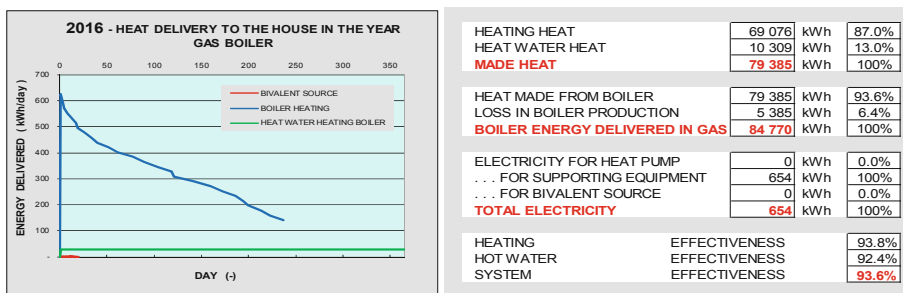 2016 - HEAT DELIVERY TO THE HOUSE IN THE YEAR
GAS BOILER
0 50 100 150 200 250 300 350
700
600
500
400
300
200
100
-
ENERGY DELIVERED (kWh/day)
BIVALENT SOURCE
BOILER HEATING
HEAT WATER HEATING BOILER
DAY (-)
HEATING HEAT 69 076 kWh 87.0%
HEAT WATER HEAT 10 309 kWh 13.0%
MADE HEAT 79 385 kWh 100%
HEAT MADE FROM BOILER 79 385 kWh 93.6%
LOSS IN BOILER PRODUCTION 5 385 kWh 6.4%
BOILER ENERGY DELIVERED IN GAS 84 770 kWh 100%
ELECTRICITY FOR HEAT PUMP 0 kWh 0.0%
. . . FOR SUPPORTING EQUIPMENT 654 kWh 100%
. . . FOR BIVALENT SOURCE 0 kWh 0.0%
TOTAL ELECTRICITY 654 kWh 100%
HEATING EFFECTIVENESS 93.8%
HOT WATER EFFECTIVENESS 92.4%
SYSTEM EFFECTIVENESS 93.6%